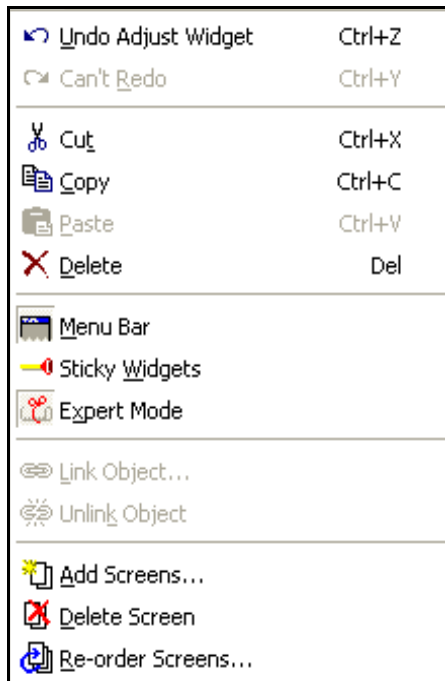 Undo Adjust Widget Ctrl+Z
Can't Redo Ctrl+Y
Cut Ctrl+X
Copy Ctrl+C
Paste Ctrl+V
Delete Del
Menu Bar
Sticky Widgets
Expert Mode
Link Object...
Unlink Object
Add Screens...
Delete Screen
Re-order Screens...